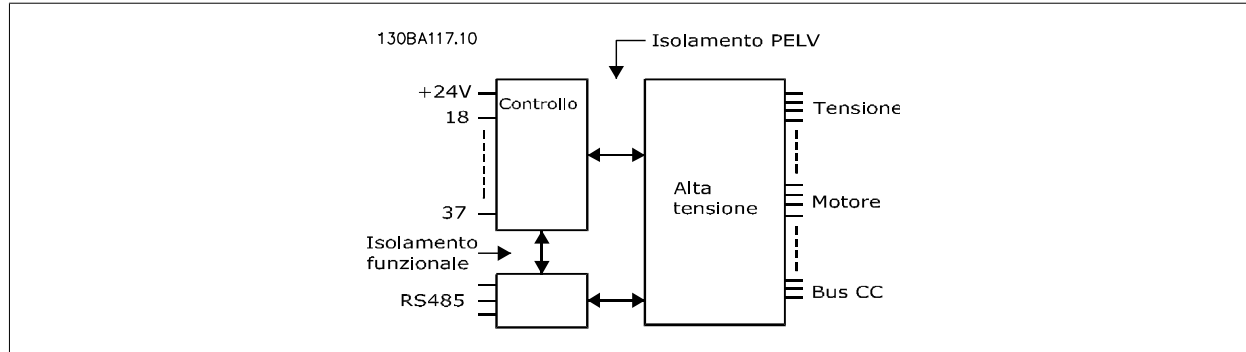 130BA117.10
Isolamento PELV
+24V
Controllo
18
37
Tensione
Alta
tensione
Motore
Isolamento
funzionale
RS485
Bus CC